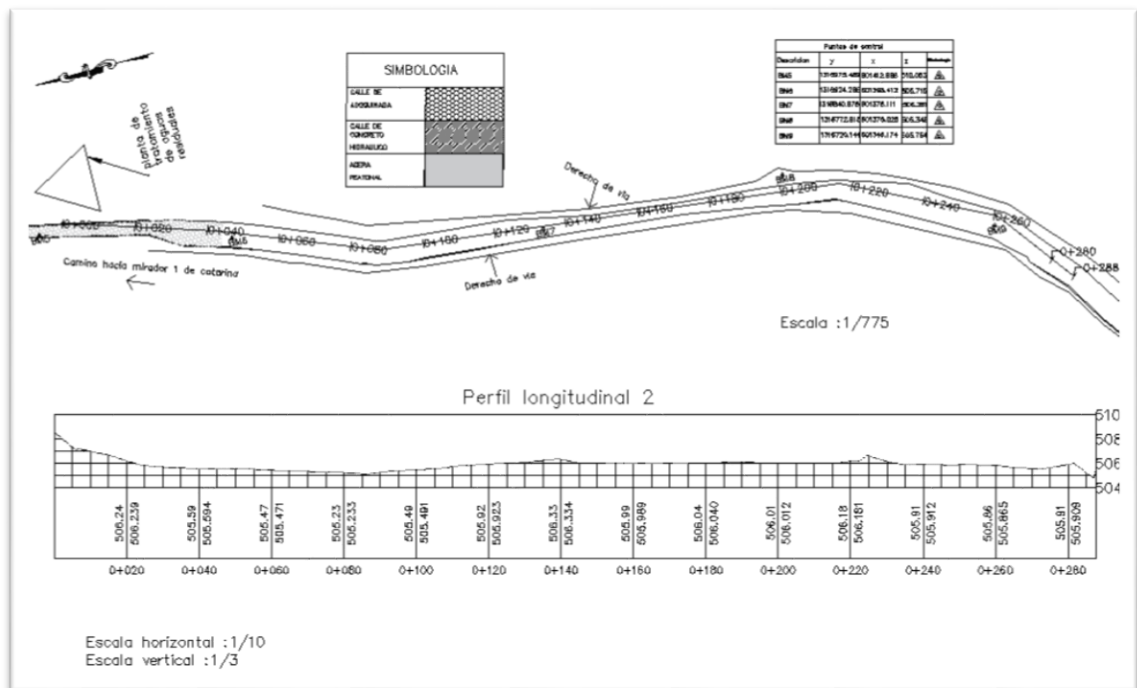 planta de
tratamiento
de aguas
residuales
SIMBOLOGIA
CALLE DE
ADOQUINADA
CALLE DE
CONCRETO
HIDRAULICO
ACERA
PEATONAL
Puntos de control
Descripcion y x z
BM5
BM6
BM7
BM8
BM9
Derecho de via
BM8
0+020
0+040
0+060
0+080
0+100
0+120
BM7
0+140
0+160
0+180
0+200
0+220
0+240
0+260
BM9
0+280
0+288
Camino hacia mirador 1 de catarina
Derecho de via
Escala :1/775
Perfil longitudinal 2
510
508
506
504
506.24 506.239
505.59 505.594
505.47 505.471
505.23 505.233
505.49 505.491
505.92 505.923
506.33 506.334
505.99 505.989
506.04 506.040
506.01 506.012
506.18 506.181
505.91 505.912
505.86 505.865
505.91 505.909
0+020 0+040 0+060 0+080 0+100 0+120 0+140 0+160 0+180 0+200 0+220 0+240 0+260 0+280
Escala horizontal :1/10
Escala vertical :1/3